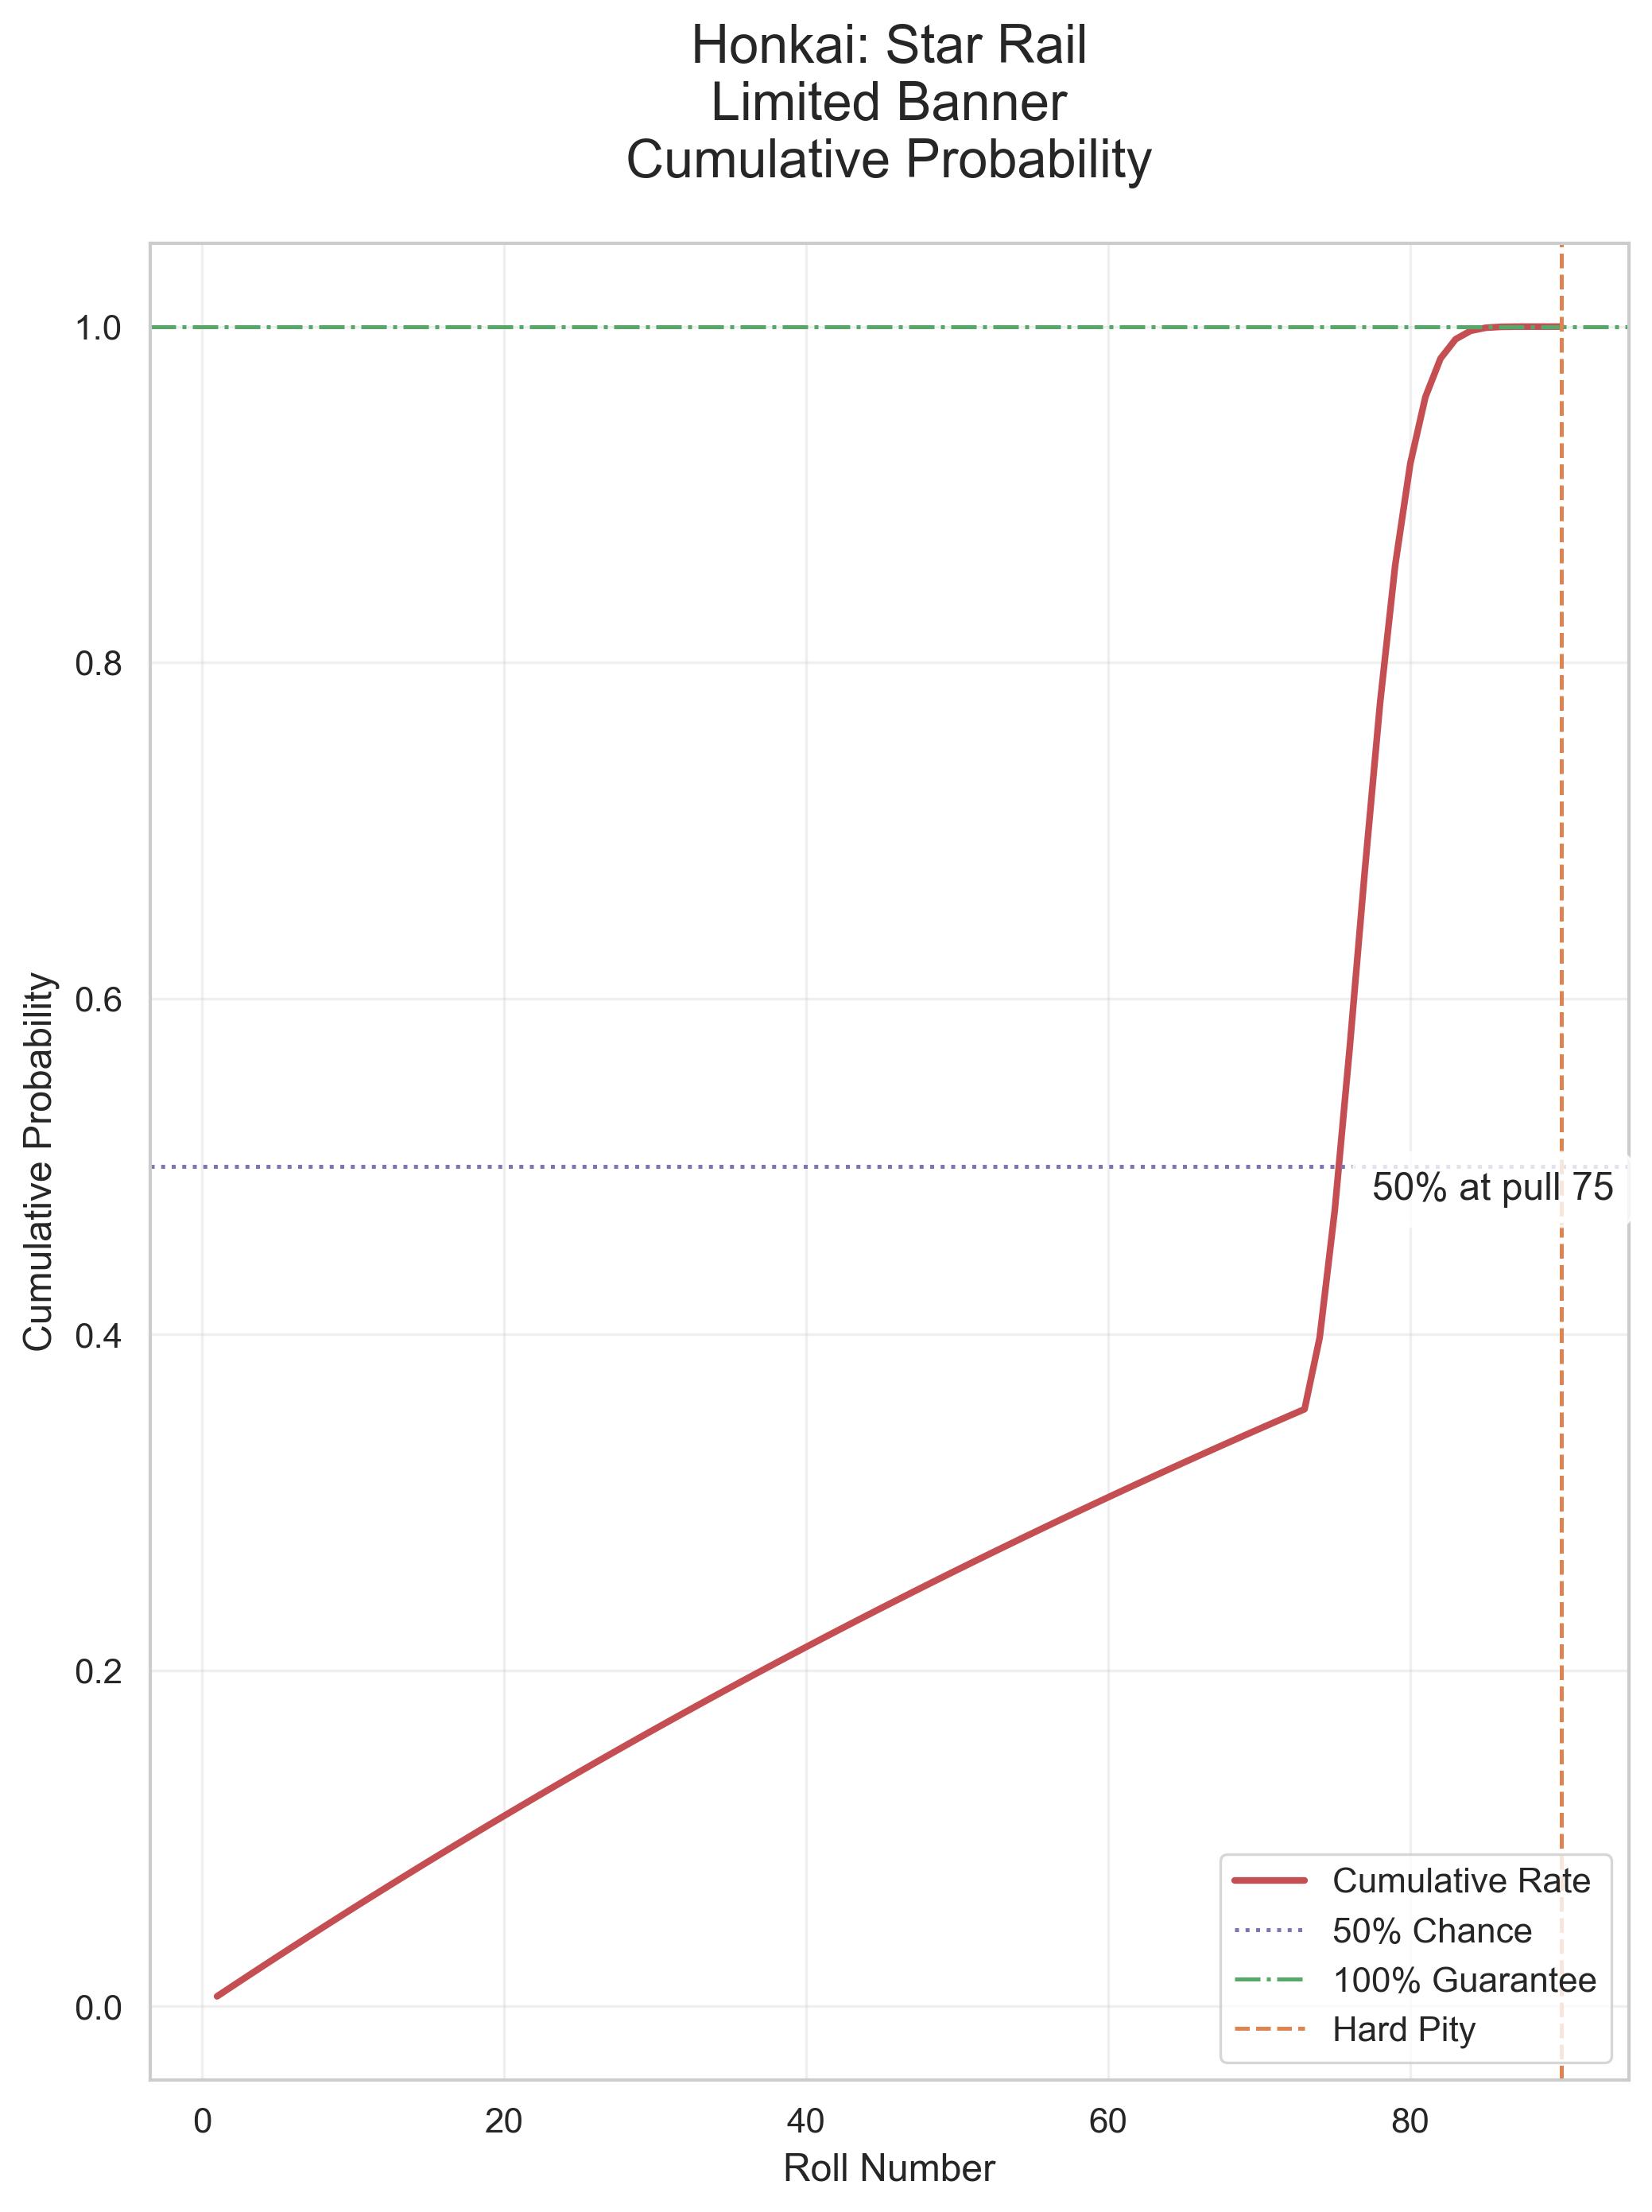 Honkai: Star Rail
Limited Banner
Cumulative Probability
Cumulative Probability
1.0
0.8
0.6
0.4
0.2
0.0
50% at pull 75
Cumulative Rate
50% Chance
100% Guarantee
Hard Pity
0
20
40
60
80
Roll Number